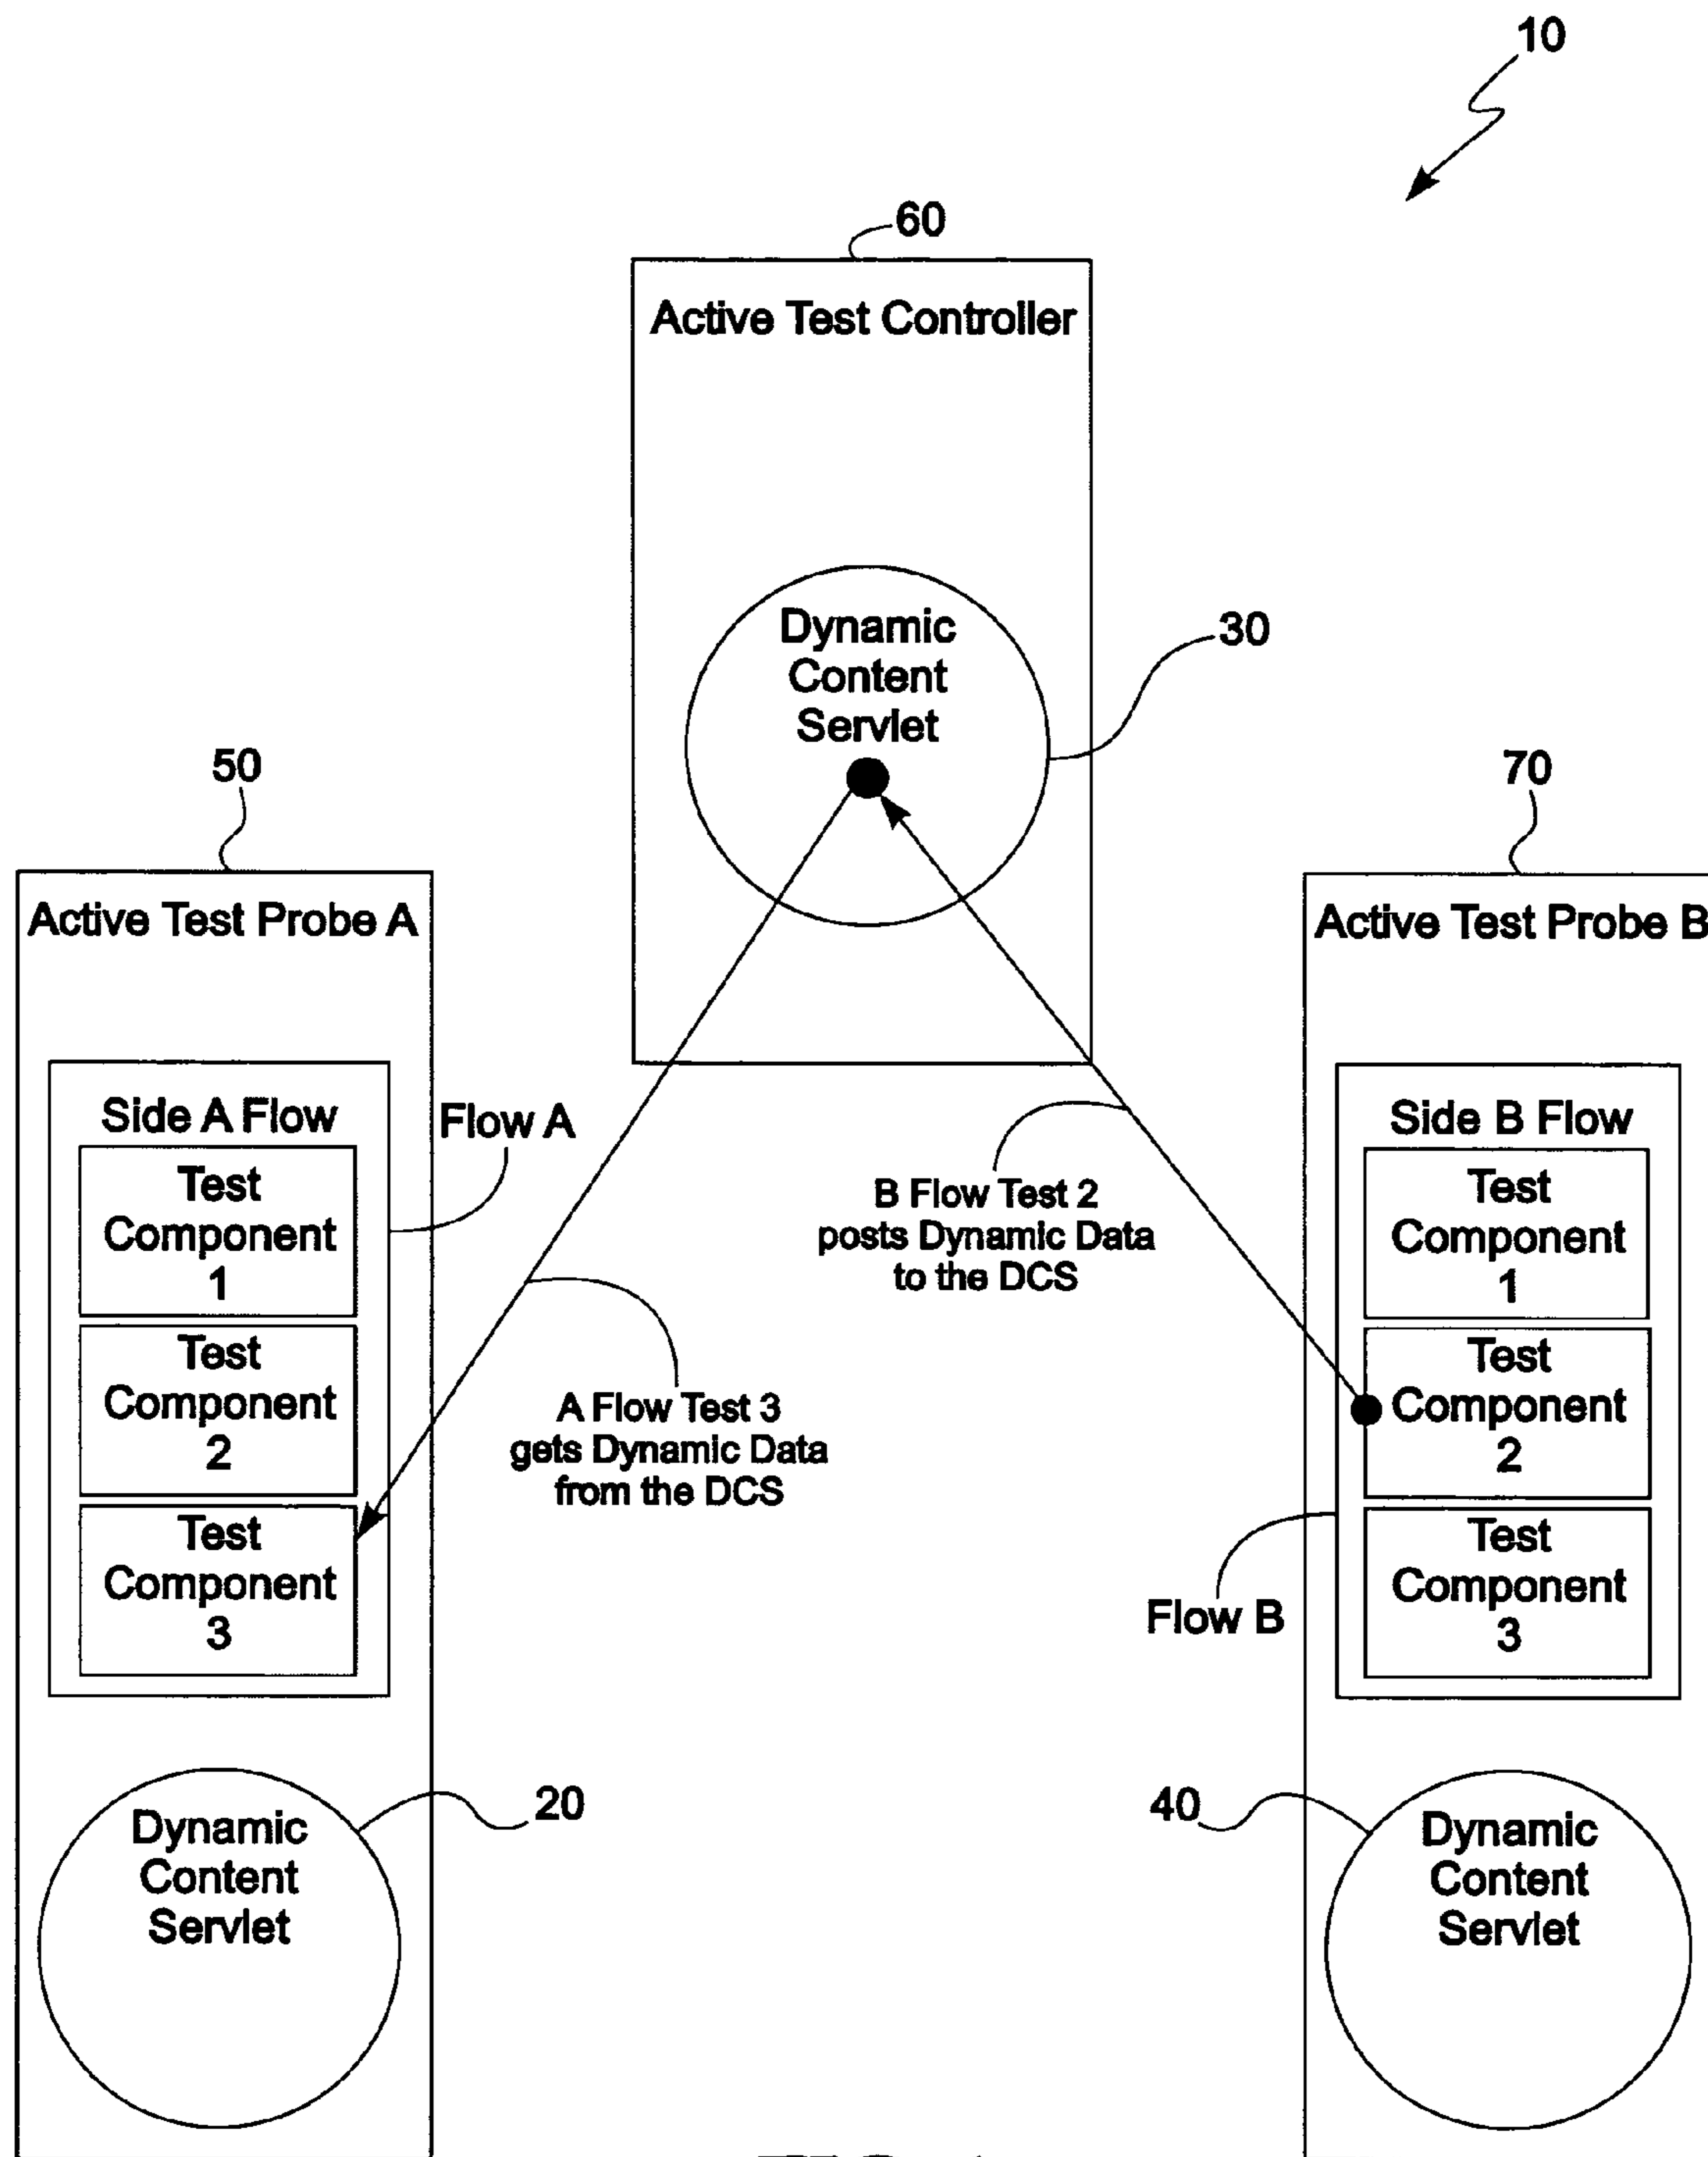 10
60
Active Test Controller
Dynamic
Content
Servlet
30
50
Active Test Probe A
Side A Flow
Flow A
Test
Component
1
Test
Component
2
Test
Component
3
A Flow Test 3
gets Dynamic Data
from the DCS
B Flow Test 2
posts Dynamic Data
to the DCS
70
Active Test Probe B
Side B Flow
Test
Component
1
Test
Component
2
Test
Component
3
Flow B
20
Dynamic
Content
Servlet
40
Dynamic
Content
Servlet